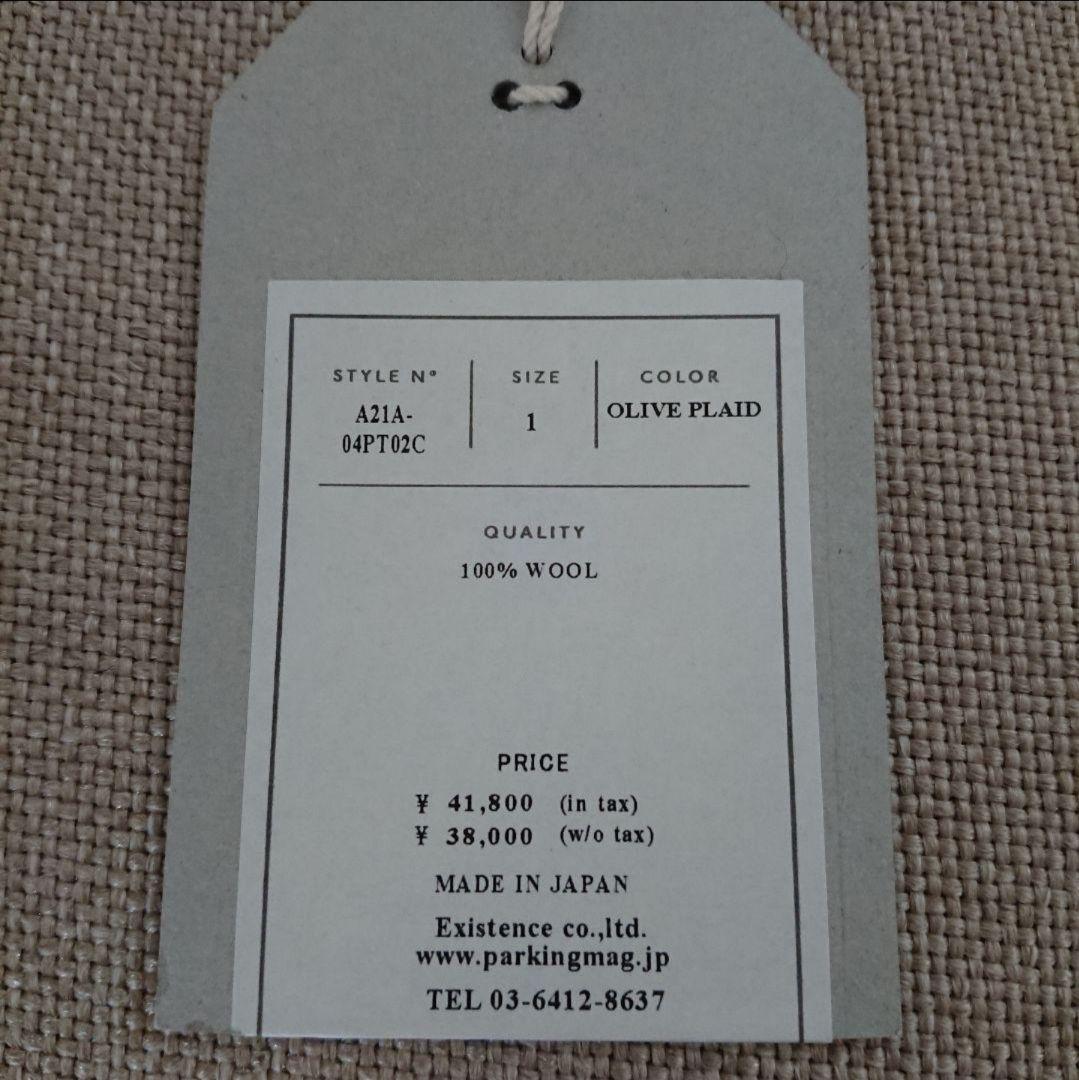 STYLE N° SIZE COLOR
A21A-
04PT02C
1
OLIVE PLAID
QUALITY
100% WOOL
PRICE
¥ 41,800 (in tax)
¥ 38,000 (w/o tax)
MADE IN JAPAN
Existence co.,ltd.
www.parkingmag.jp
TEL 03-6412-8637